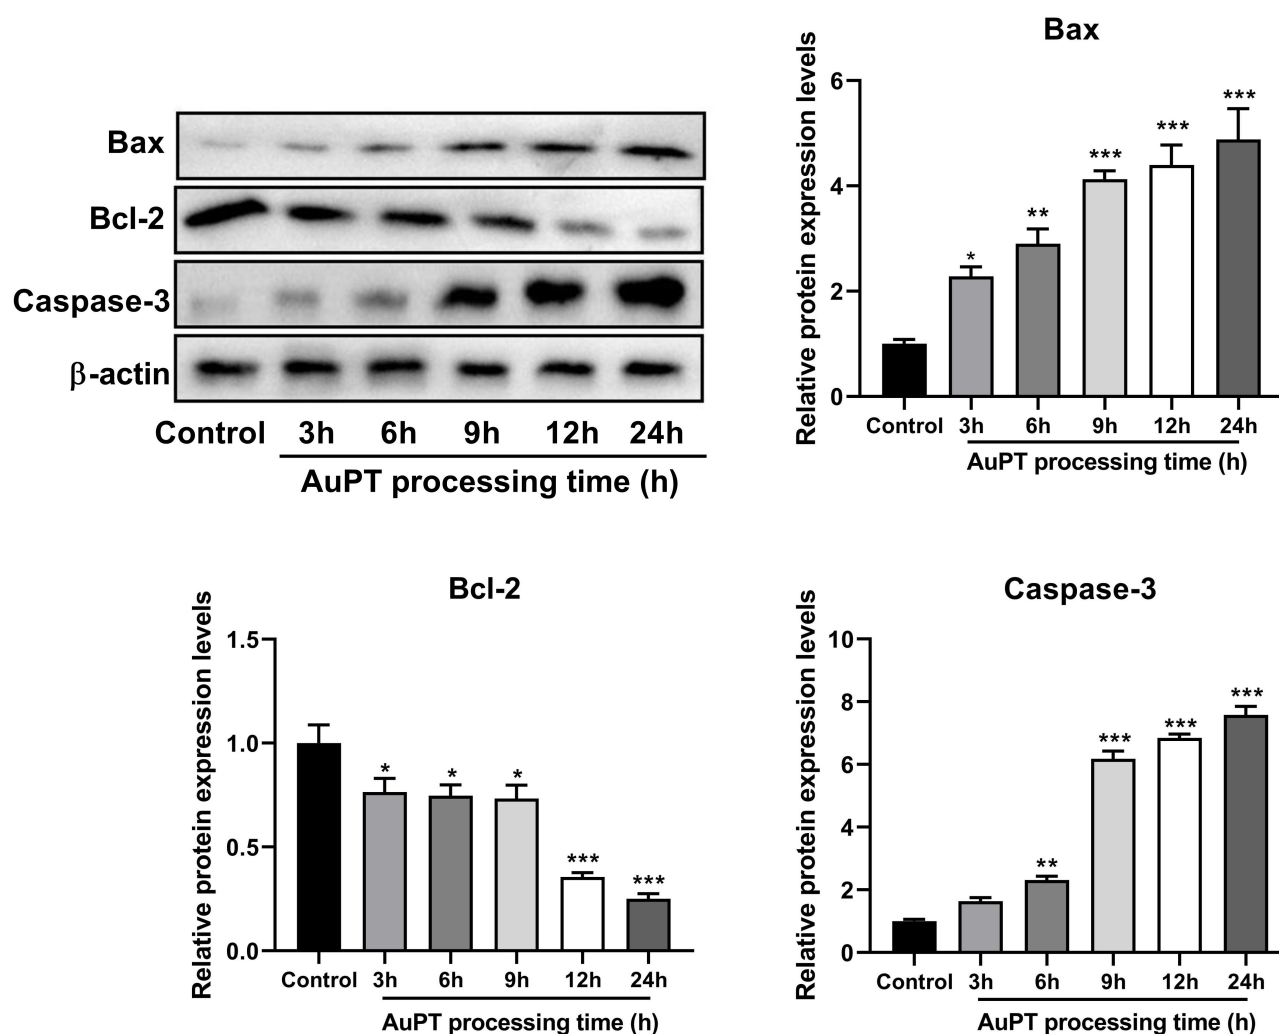 Bax
Bcl-2
Caspase-3
β-actin
Control 3h 6h 9h 12h 24h
AuPT processing time (h)
Bax
Relative protein expression levels
6
4
2
0
* ** *** *** ***
Control 3h 6h 9h 12h 24h
AuPT processing time (h)
Bcl-2
Relative protein expression levels
1.5
1.0
0.5
0.0
* * * *** ***
Control 3h 6h 9h 12h 24h
AuPT processing time (h)
Caspase-3
Relative protein expression levels
10
8
6
4
2
0
** *** *** ***
Control 3h 6h 9h 12h 24h
AuPT processing time (h)